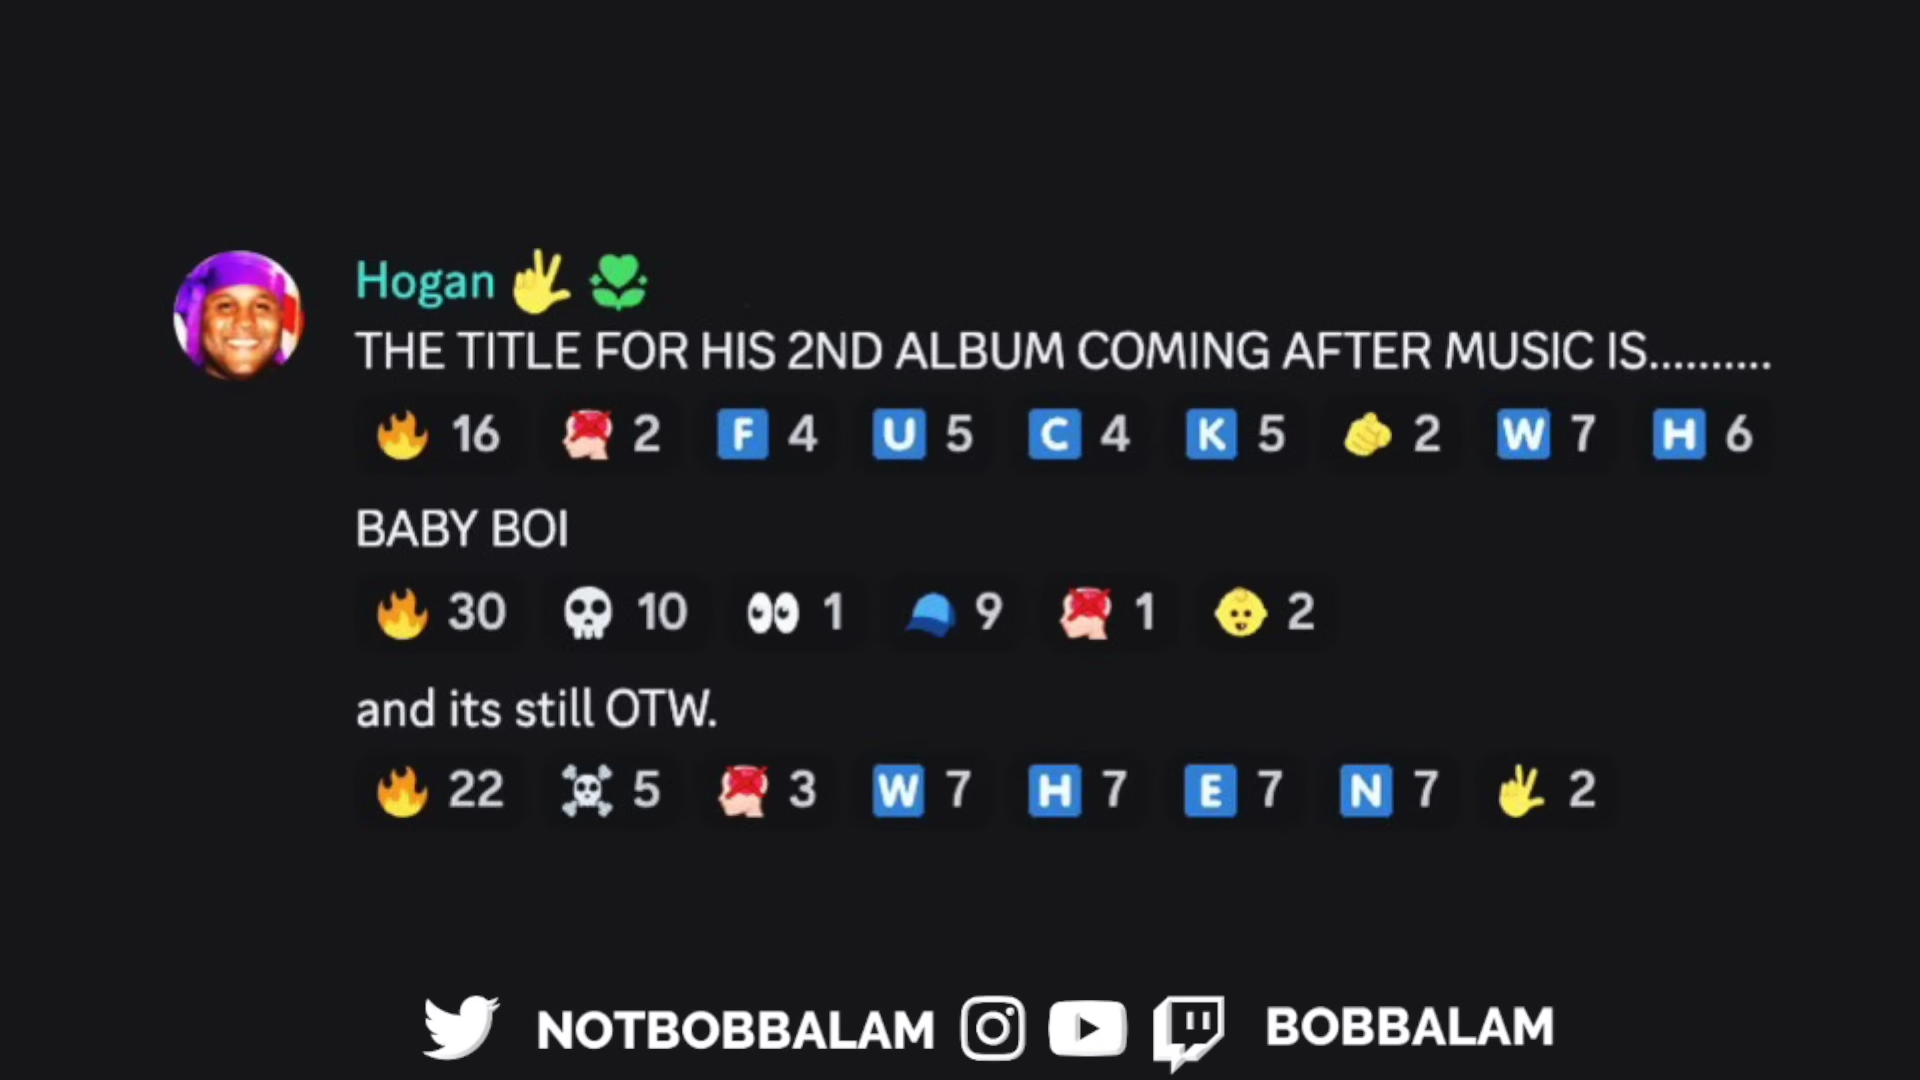 Hogan
THE TITLE FOR HIS 2ND ALBUM COMING AFTER MUSIC IS..........
🔥 16 2 F 4 U 5 C 4 K 5 🫵 2 W 7 H 6
BABY BOI
🔥 30 💀 10 👀 1 🧢 9 1 👶 2
and its still OTW.
🔥 22 ☠️ 5 3 W 7 H 7 E 7 N 7 2
NOTBOBBALAM BOBBALAM